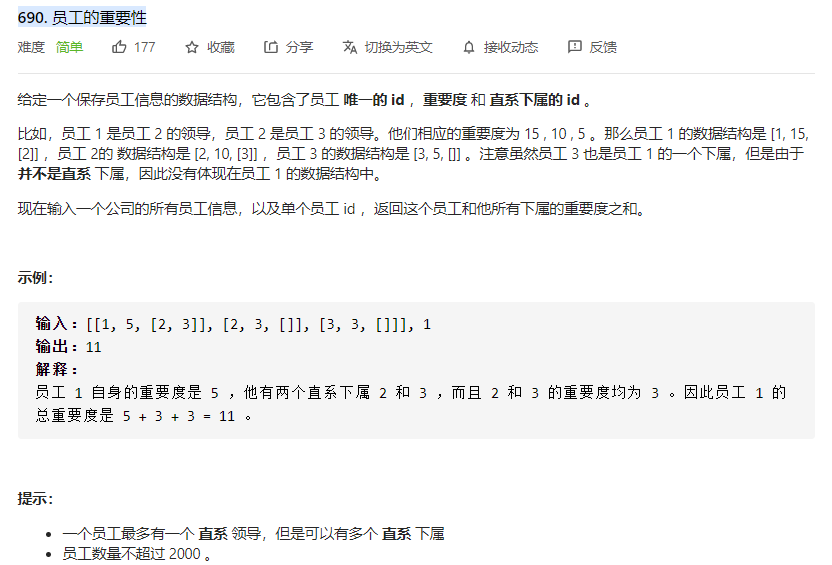 690. 员工的重要性
难度 简单 177 收藏 分享 切换为英文 接收动态 反馈
给定一个保存员工信息的数据结构，它包含了员工 唯一的 id ，重要度 和 直系下属的 id 。
比如，员工 1 是员工 2 的领导，员工 2 是员工 3 的领导。他们相应的重要度为 15 , 10 , 5 。那么员工 1 的数据结构是 [1, 15,
[2]] ，员工 2的 数据结构是 [2, 10, [3]] ，员工 3 的数据结构是 [3, 5, []] 。注意虽然员工 3 也是员工 1 的一个下属，但是由于
并不是直系 下属，因此没有体现在员工 1 的数据结构中。
现在输入一个公司的所有员工信息，以及单个员工 id ，返回这个员工和他所有下属的重要度之和。
示例：
输入：[[1, 5, [2, 3]], [2, 3, []], [3, 3, []]], 1
输出：11
解释：
员工 1 自身的重要度是 5 ，他有两个直系下属 2 和 3 ，而且 2 和 3 的重要度均为 3 。因此员工 1 的
总重要度是 5 + 3 + 3 = 11 。
提示：
• 一个员工最多有一个 直系 领导，但是可以有多个 直系 下属
• 员工数量不超过 2000 。